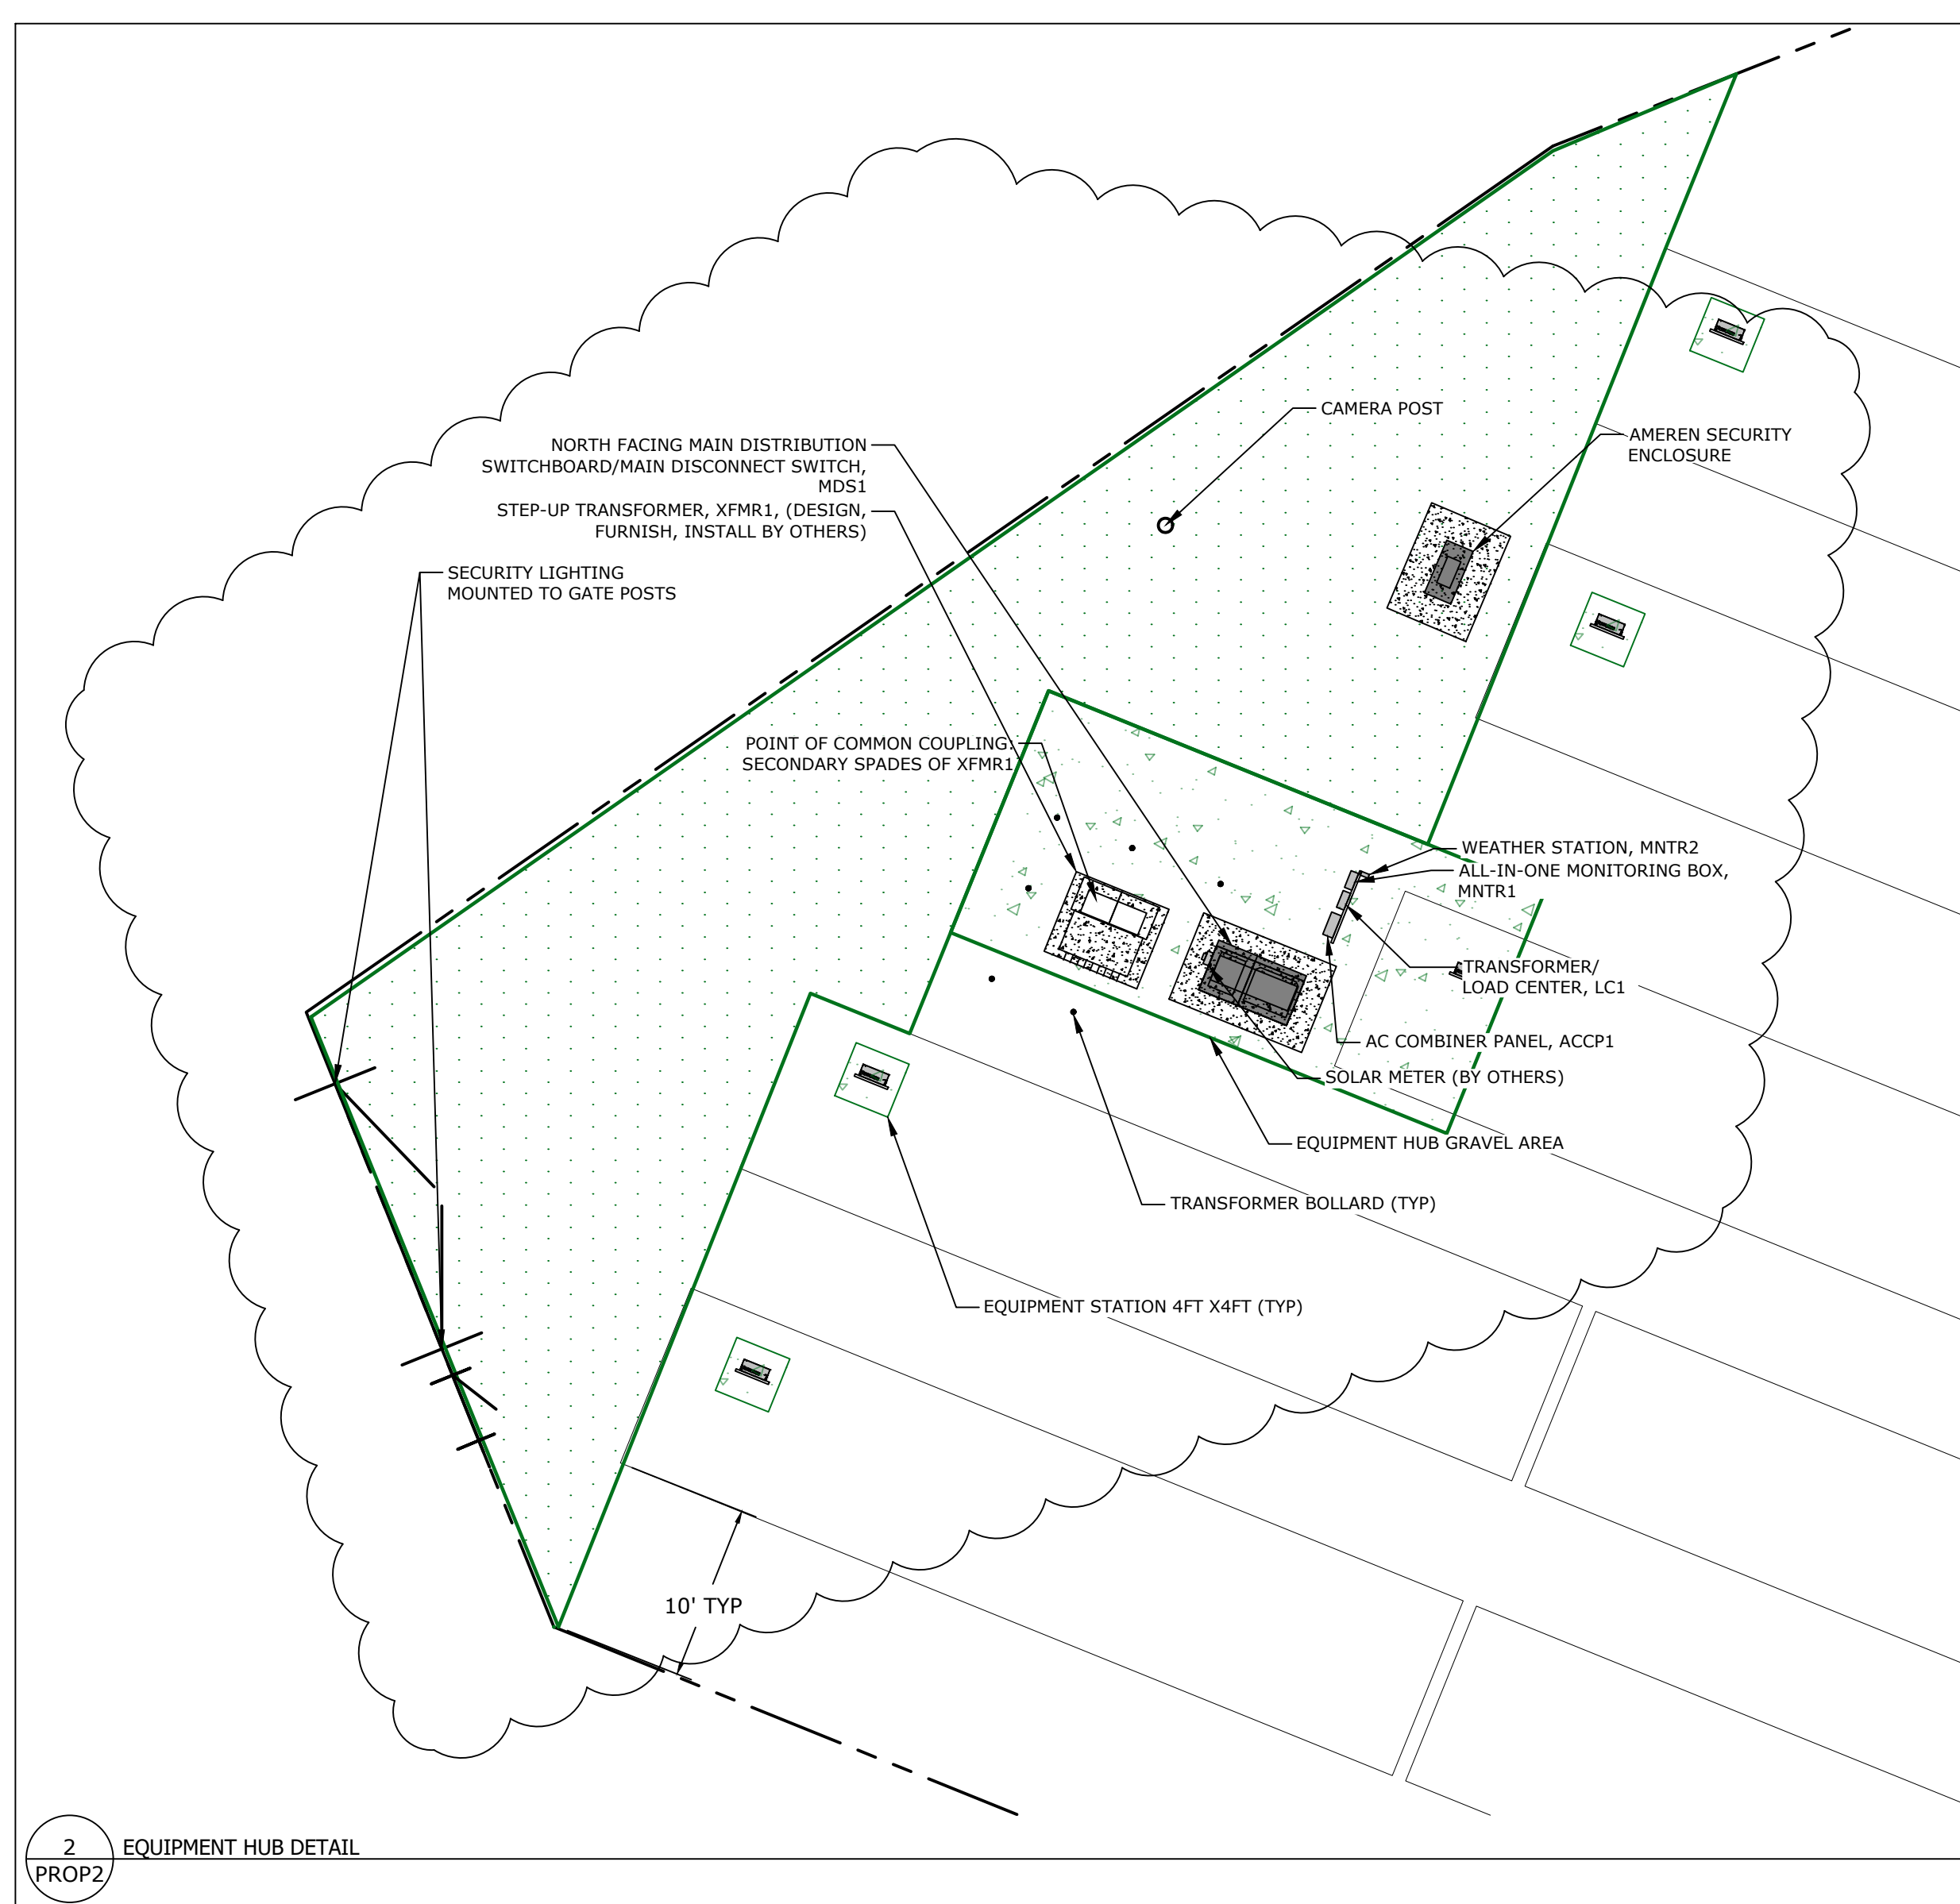 CAMERA POST
AMEREN SECURITY
ENCLOSURE
NORTH FACING MAIN DISTRIBUTION
SWITCHBOARD/MAIN DISCONNECT SWITCH,
MDS1
STEP-UP TRANSFORMER, XFMR1, (DESIGN,
FURNISH, INSTALL BY OTHERS)
SECURITY LIGHTING
MOUNTED TO GATE POSTS
POINT OF COMMON COUPLING:
SECONDARY SPADES OF XFMR1
WEATHER STATION, MNTR2
ALL-IN-ONE MONITORING BOX,
MNTR1
TRANSFORMER/
LOAD CENTER, LC1
AC COMBINER PANEL, ACCP1
SOLAR METER (BY OTHERS)
EQUIPMENT HUB GRAVEL AREA
TRANSFORMER BOLLARD (TYP)
EQUIPMENT STATION 4FT X4FT (TYP)
10' TYP
2
PROP2
EQUIPMENT HUB DETAIL